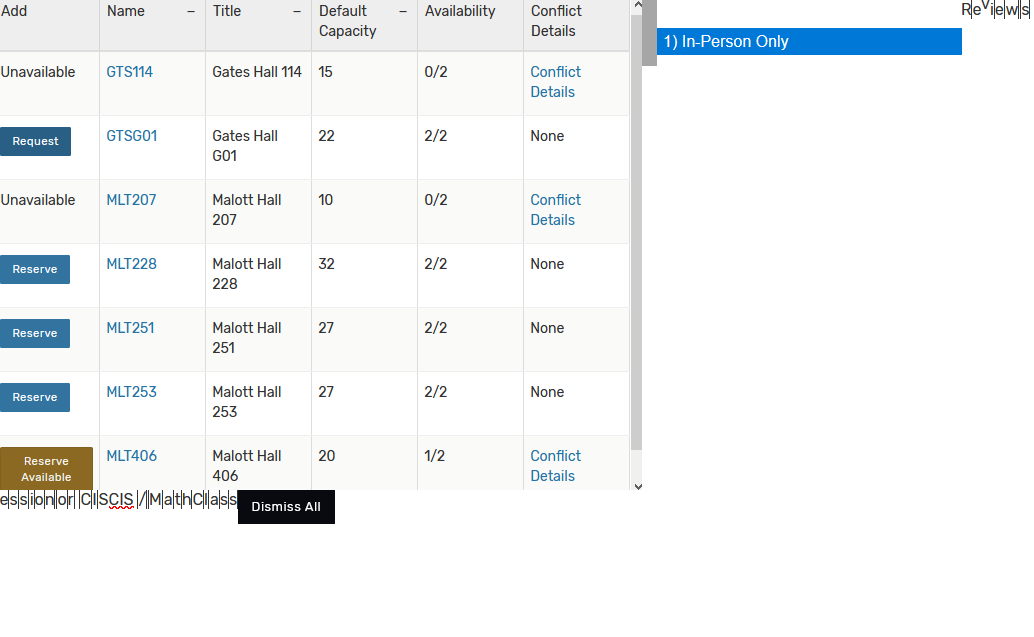 Add Name – Title – Default Capacity – Availability Conflict Details
Unavailable GTS114 Gates Hall 114 15 0/2 Conflict Details
Request GTSG01 Gates Hall G01 22 2/2 None
Unavailable MLT207 Malott Hall 207 10 0/2 Conflict Details
Reserve MLT228 Malott Hall 228 32 2/2 None
Reserve MLT251 Malott Hall 251 27 2/2 None
Reserve MLT253 Malott Hall 253 27 2/2 None
Reserve Available MLT406 Malott Hall 406 20 1/2 Conflict Details
1) In-Person Only
ReViews
ession or CISCIS /MathClass
Dismiss All